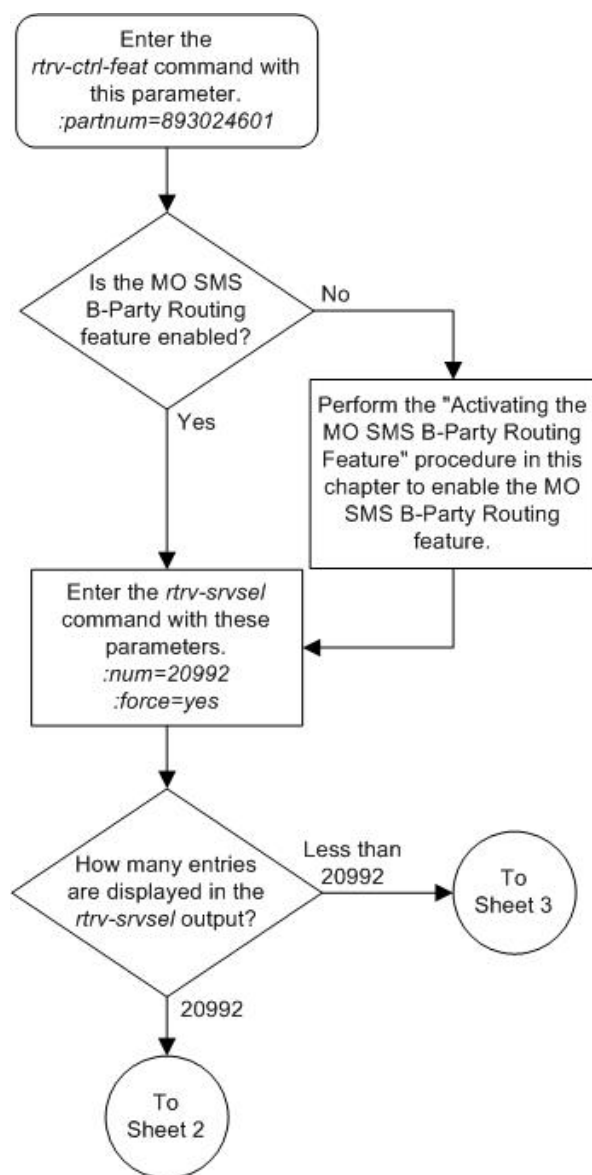 Enter the
rtrv-ctrl-feat command with
this parameter.
:partnum=893024601
Is the MO SMS
B-Party Routing
feature enabled?
No
Yes
Perform the "Activating the
MO SMS B-Party Routing
Feature" procedure in this
chapter to enable the MO
SMS B-Party Routing
feature.
Enter the rtrv-srvsel
command with these
parameters.
:num=20992
:force=yes
How many entries
are displayed in the
rtrv-srvsel output?
Less than
20992
To
Sheet 3
20992
To
Sheet 2